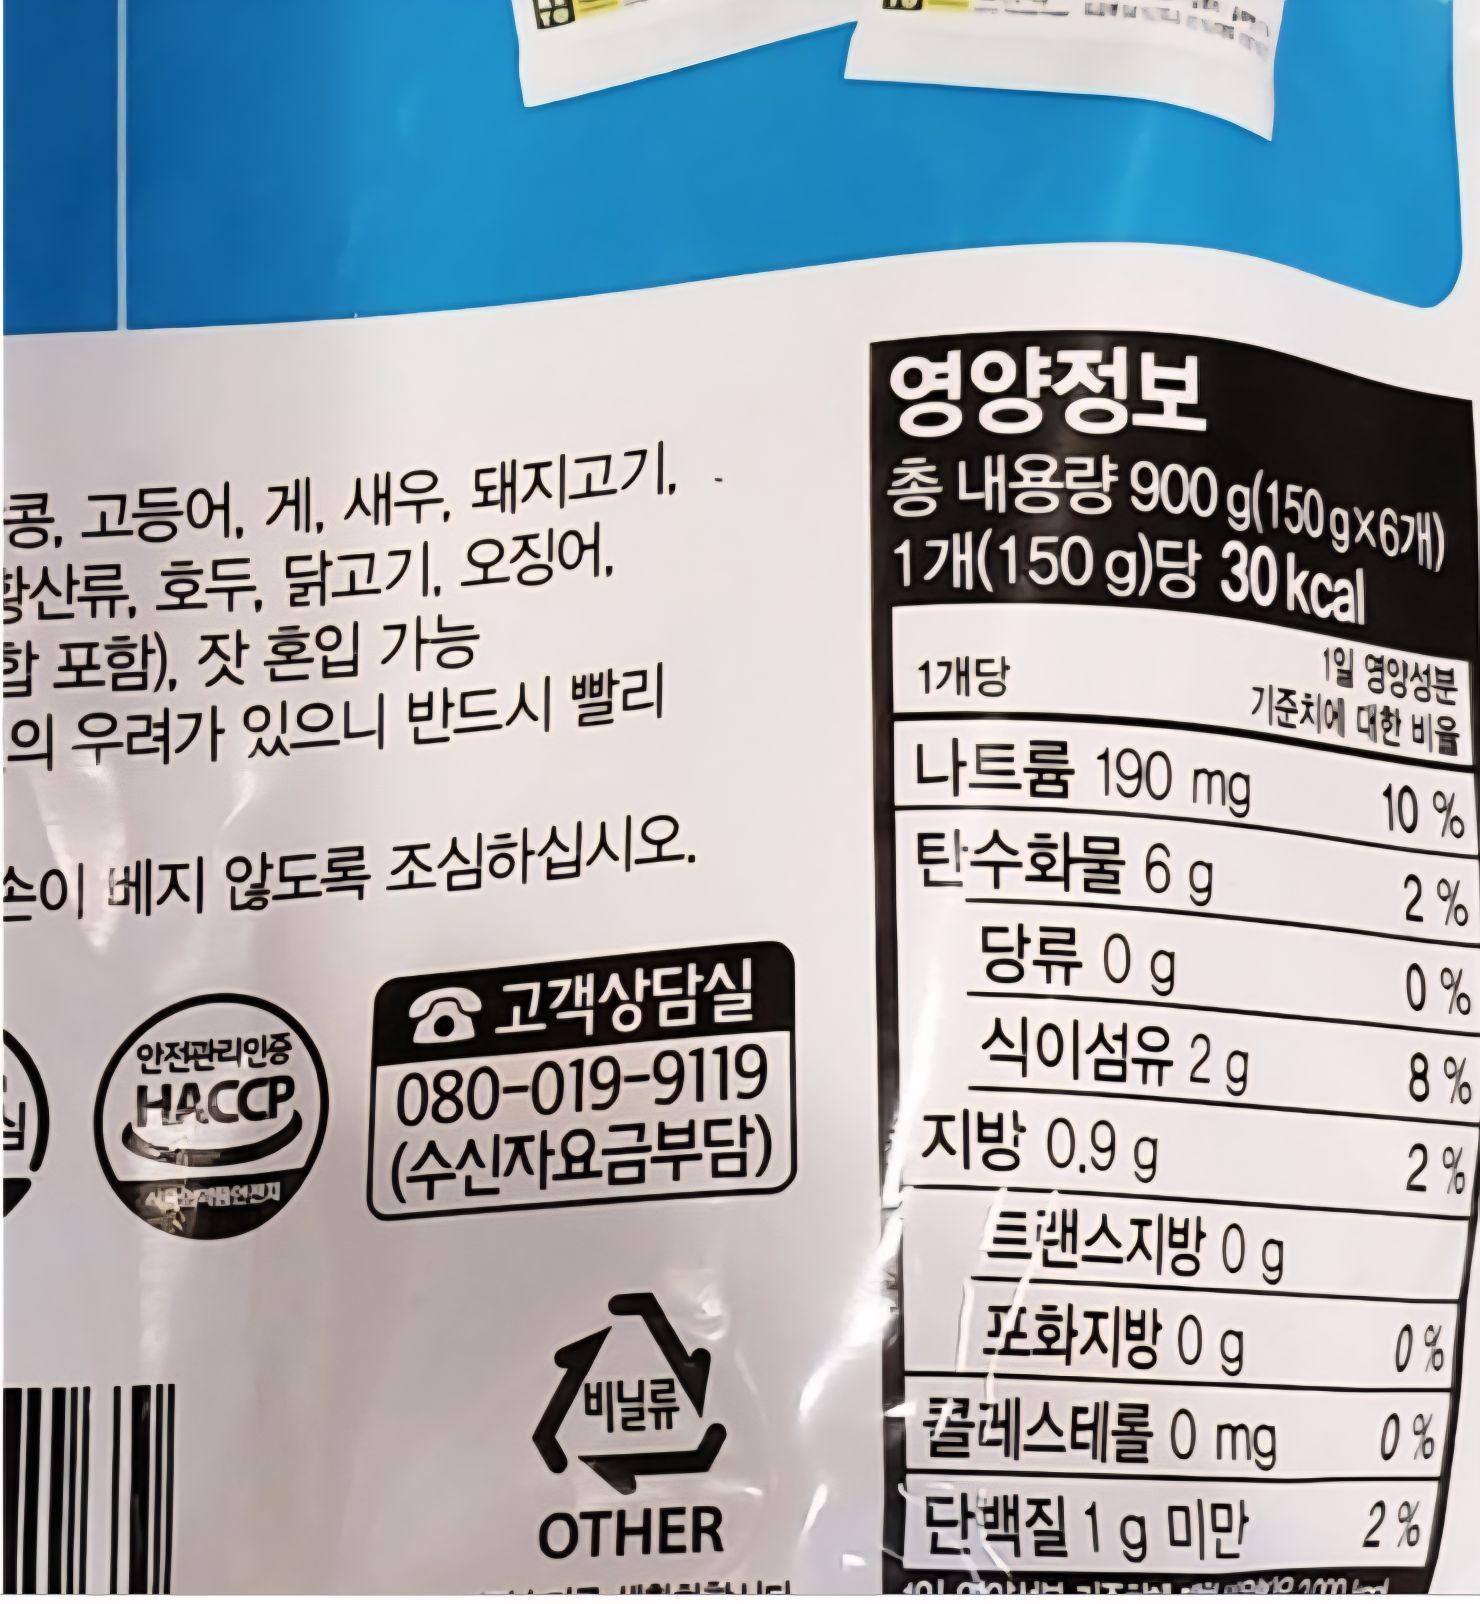 콩, 고등어, 게, 새우, 돼지고기,
황산류, 호두, 닭고기, 오징어,
합 포함), 잣 혼입 가능
의 우려가 있으니 반드시 빨리
손이 베지 않도록 조심하십시오.
안전관리인증
HACCP
고객상담실
080-019-9119
(수신자요금부담)
비닐류
OTHER
영양정보
총 내용량 900 g(150 g×6개)
1개(150 g)당 30 kcal
1개당
1일 영양성분
기준치에 대한 비율
나트륨 190 mg 10 %
탄수화물 6 g 2 %
당류 0 g 0 %
식이섬유 2 g 8 %
지방 0.9 g 2 %
트랜스지방 0 g
포화지방 0 g 0 %
콜레스테롤 0 mg 0 %
단백질 1 g 미만 2 %